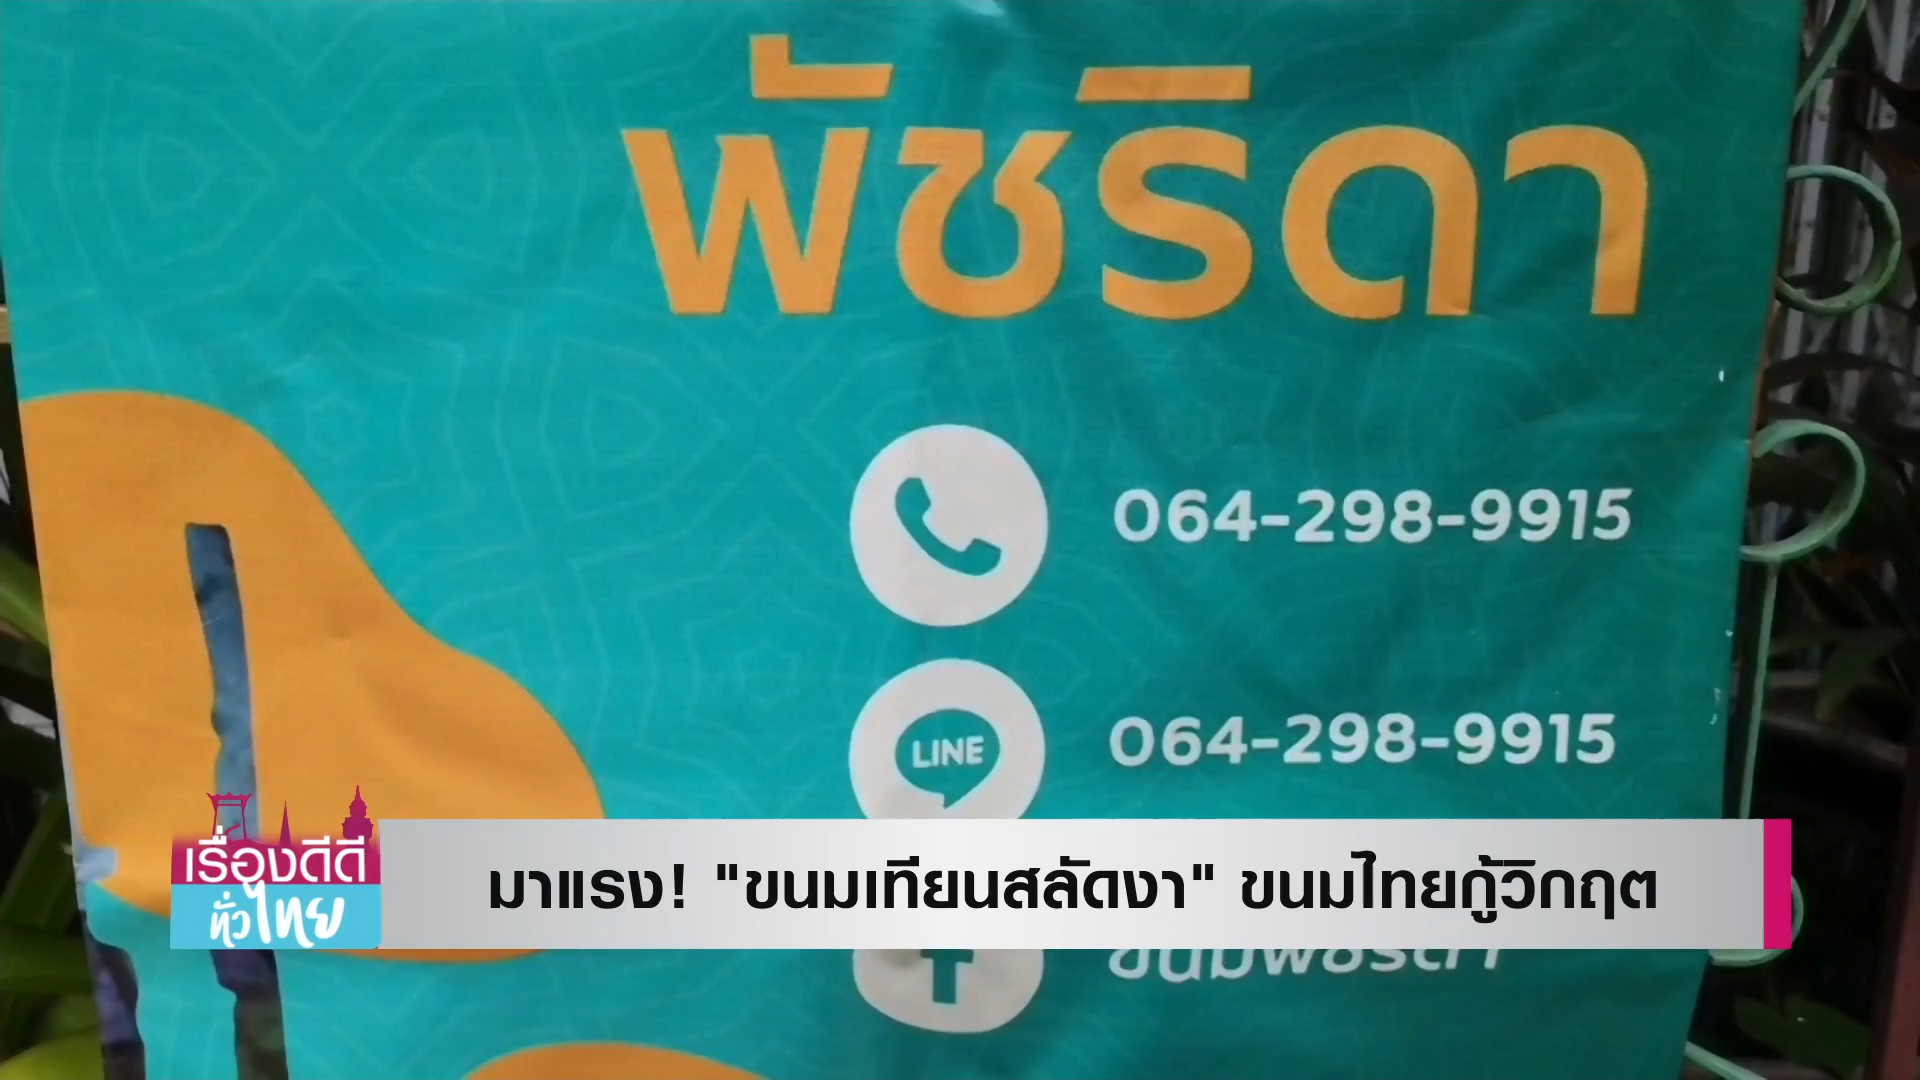 พัชริดา
064-298-9915
LINE
064-298-9915
เรื่องดีดี
ทั่วไทย
มาแรง! "ขนมเทียนสลัดงา" ขนมไทยกู้วิกฤต
ขนมพัชริดา